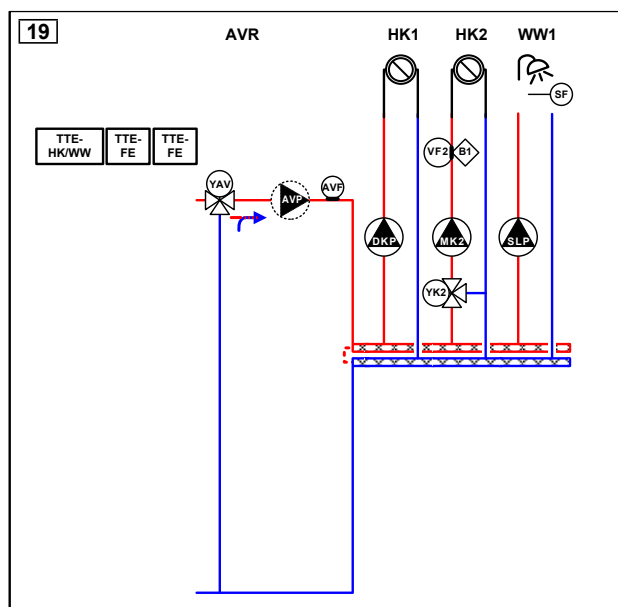 19
AVR
HK1
HK2
WW1
SF
TTE-
HK/WW
TTE-
FE
TTE-
FE
VF2
B1
YAV
AVP
AVF
DKP
MK2
SLP
YK2